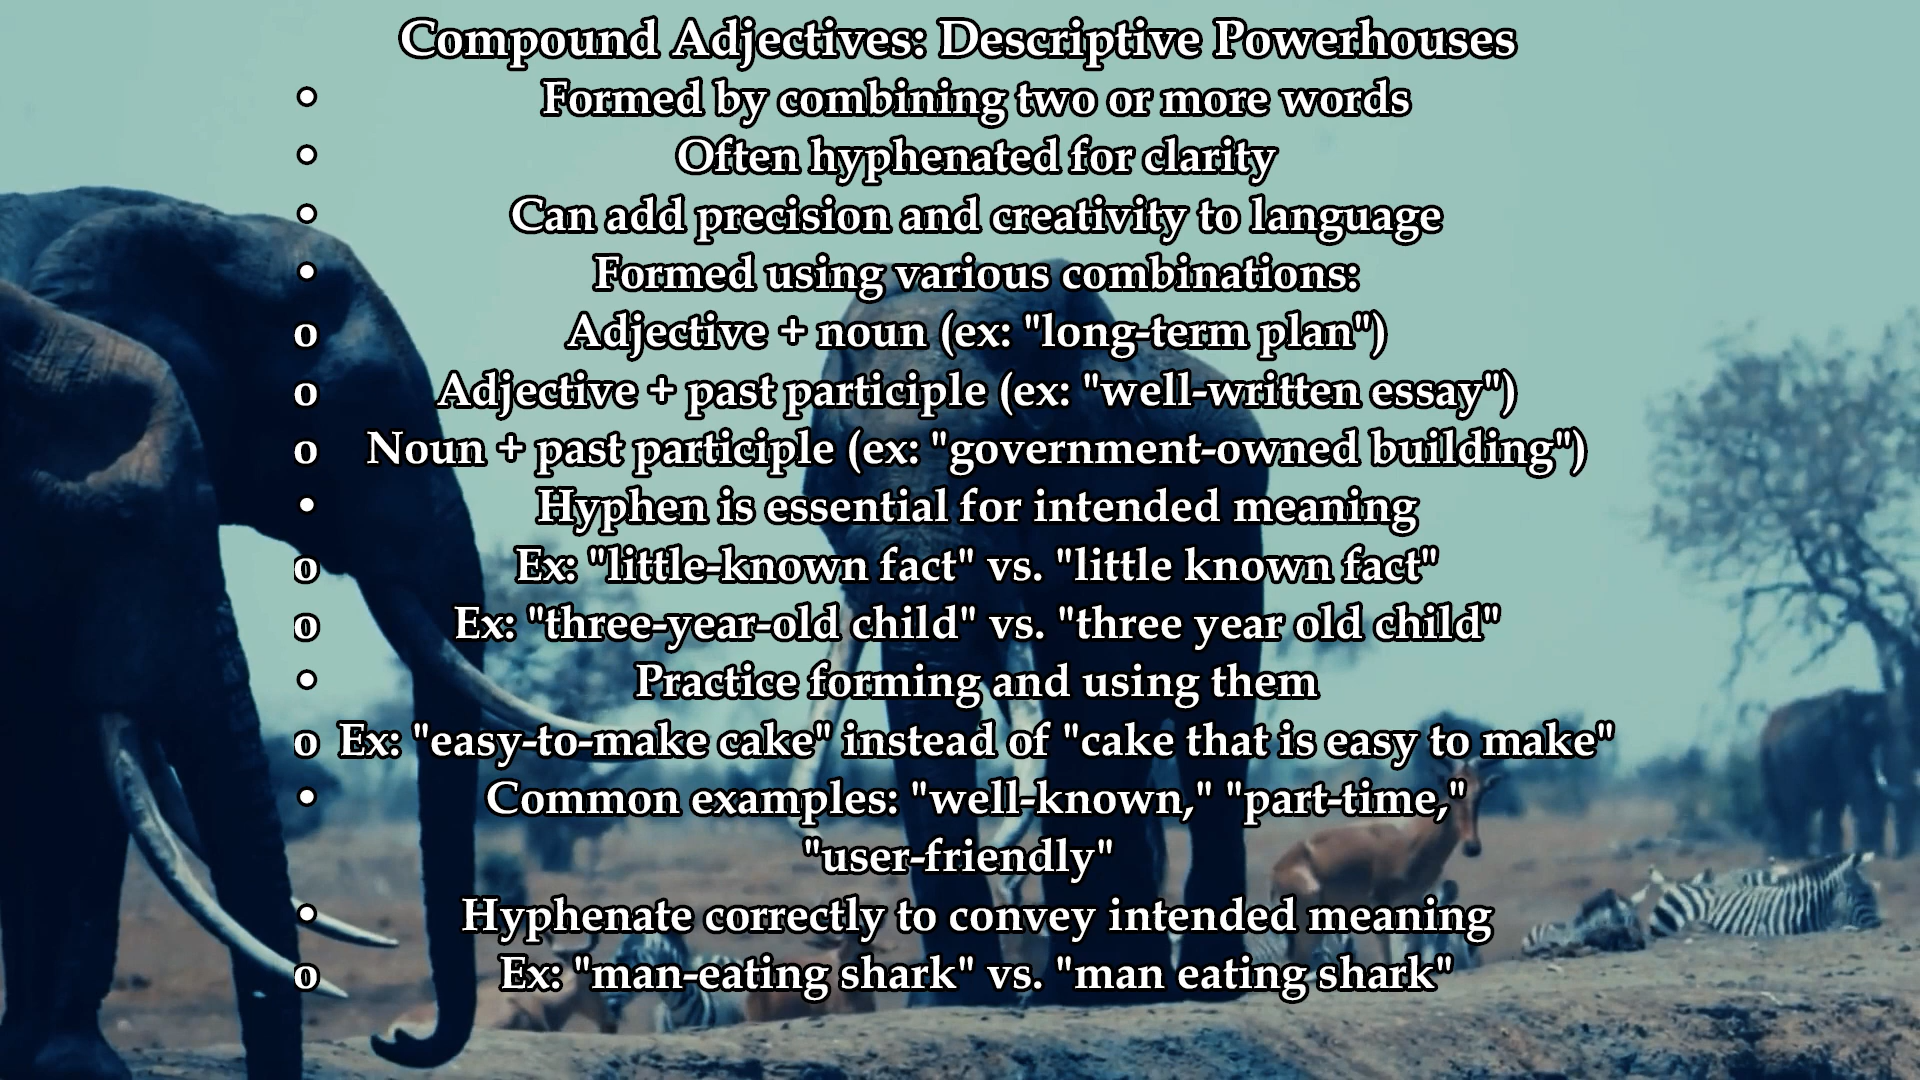 Compound Adjectives: Descriptive Powerhouses
• Formed by combining two or more words
• Often hyphenated for clarity
• Can add precision and creativity to language
• Formed using various combinations:
o Adjective + noun (ex: "long-term plan")
o Adjective + past participle (ex: "well-written essay")
o Noun + past participle (ex: "government-owned building")
• Hyphen is essential for intended meaning
o Ex: "little-known fact" vs. "little known fact"
o Ex: "three-year-old child" vs. "three year old child"
• Practice forming and using them
o Ex: "easy-to-make cake" instead of "cake that is easy to make"
• Common examples: "well-known," "part-time,"
"user-friendly"
• Hyphenate correctly to convey intended meaning
o Ex: "man-eating shark" vs. "man eating shark"